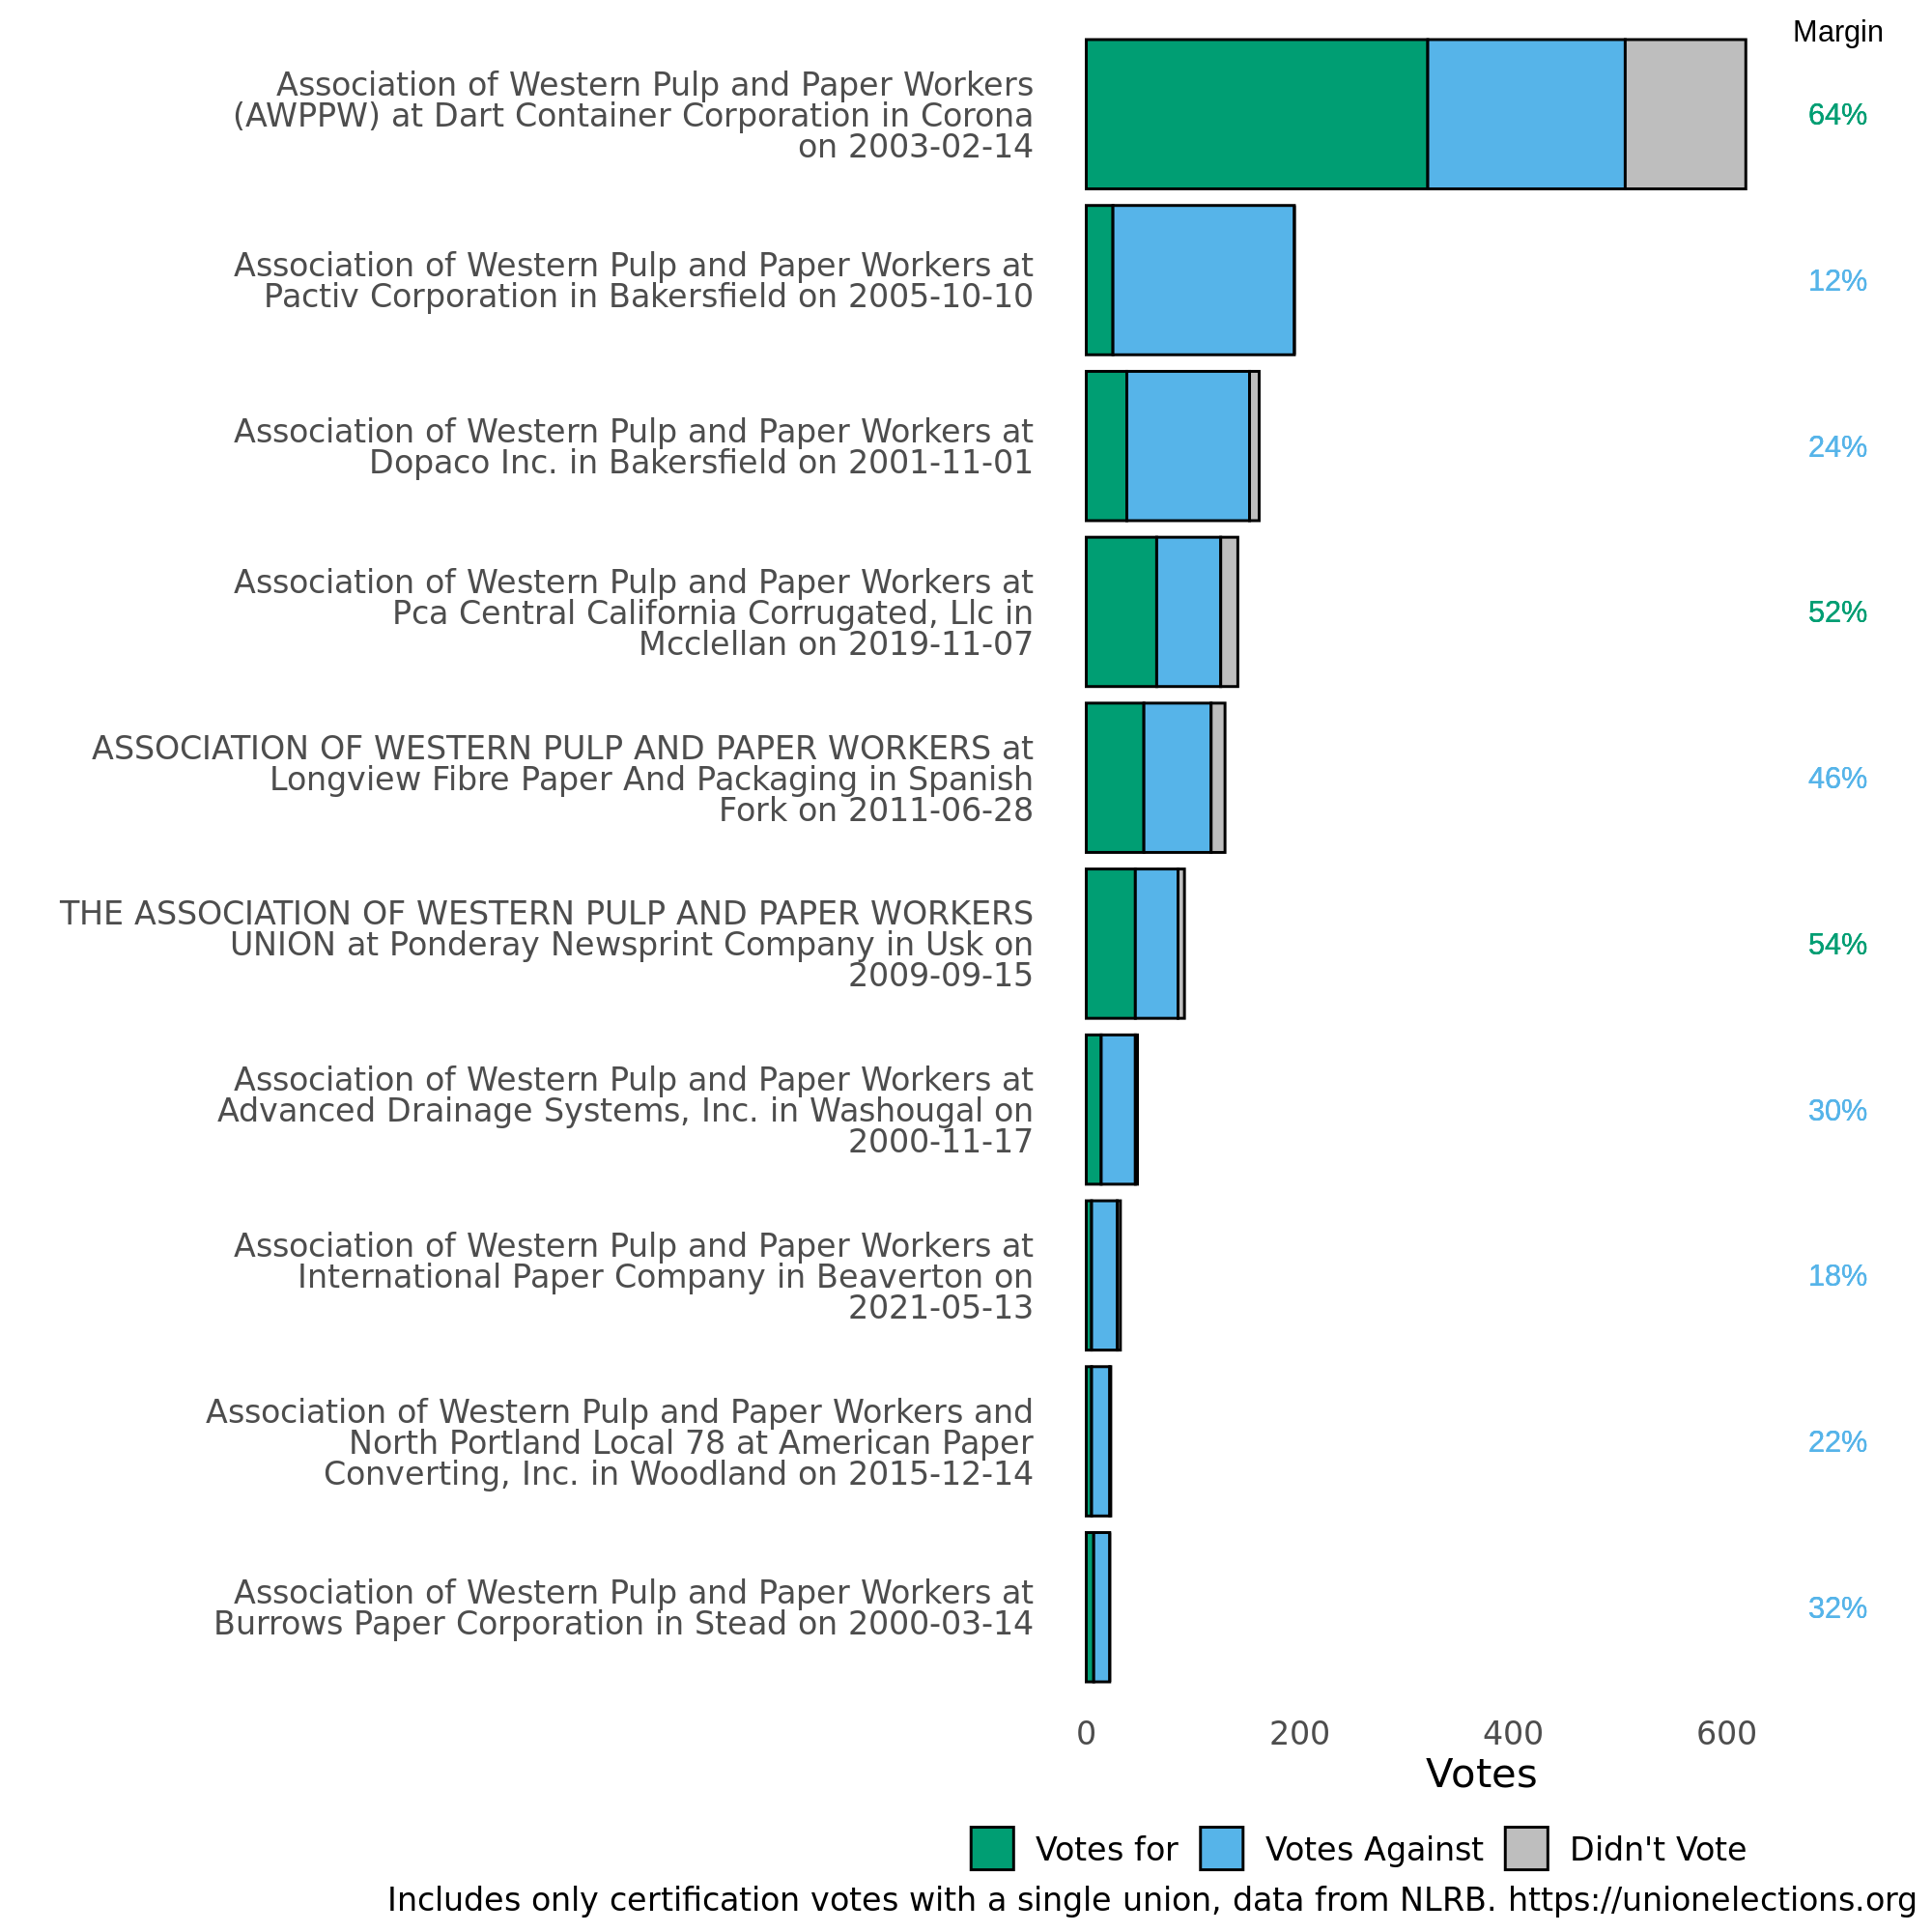 Margin
Association of Western Pulp and Paper Workers
(AWPPW) at Dart Container Corporation in Corona
on 2003-02-14
64%
Association of Western Pulp and Paper Workers at
Pactiv Corporation in Bakersfield on 2005-10-10
12%
Association of Western Pulp and Paper Workers at
Dopaco Inc. in Bakersfield on 2001-11-01
24%
Association of Western Pulp and Paper Workers at
Pca Central California Corrugated, Llc in
Mcclellan on 2019-11-07
52%
ASSOCIATION OF WESTERN PULP AND PAPER WORKERS at
Longview Fibre Paper And Packaging in Spanish
Fork on 2011-06-28
46%
THE ASSOCIATION OF WESTERN PULP AND PAPER WORKERS
UNION at Ponderay Newsprint Company in Usk on
2009-09-15
54%
Association of Western Pulp and Paper Workers at
Advanced Drainage Systems, Inc. in Washougal on
2000-11-17
30%
Association of Western Pulp and Paper Workers at
International Paper Company in Beaverton on
2021-05-13
18%
Association of Western Pulp and Paper Workers and
North Portland Local 78 at American Paper
Converting, Inc. in Woodland on 2015-12-14
22%
Association of Western Pulp and Paper Workers at
Burrows Paper Corporation in Stead on 2000-03-14
32%
0 200 400 600
Votes
Votes for Votes Against Didn't Vote
Includes only certification votes with a single union, data from NLRB. https://unionelections.org